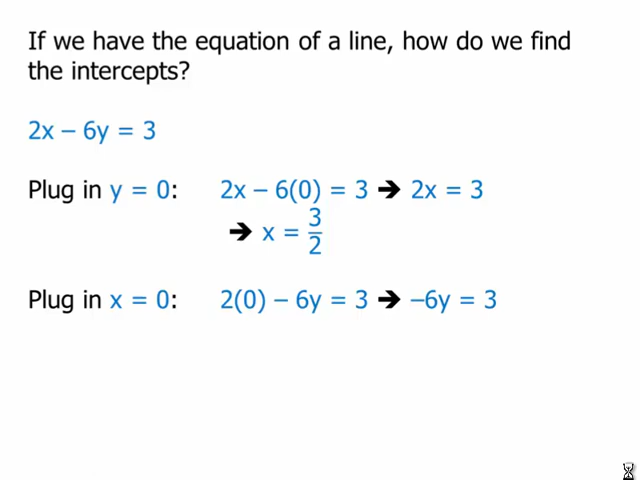 If we have the equation of a line, how do we find
the intercepts?
2x – 6y = 3
Plug in y = 0: 2x – 6(0) = 3 ➔ 2x = 3
➔ x = 3/2
Plug in x = 0: 2(0) – 6y = 3 ➔ –6y = 3